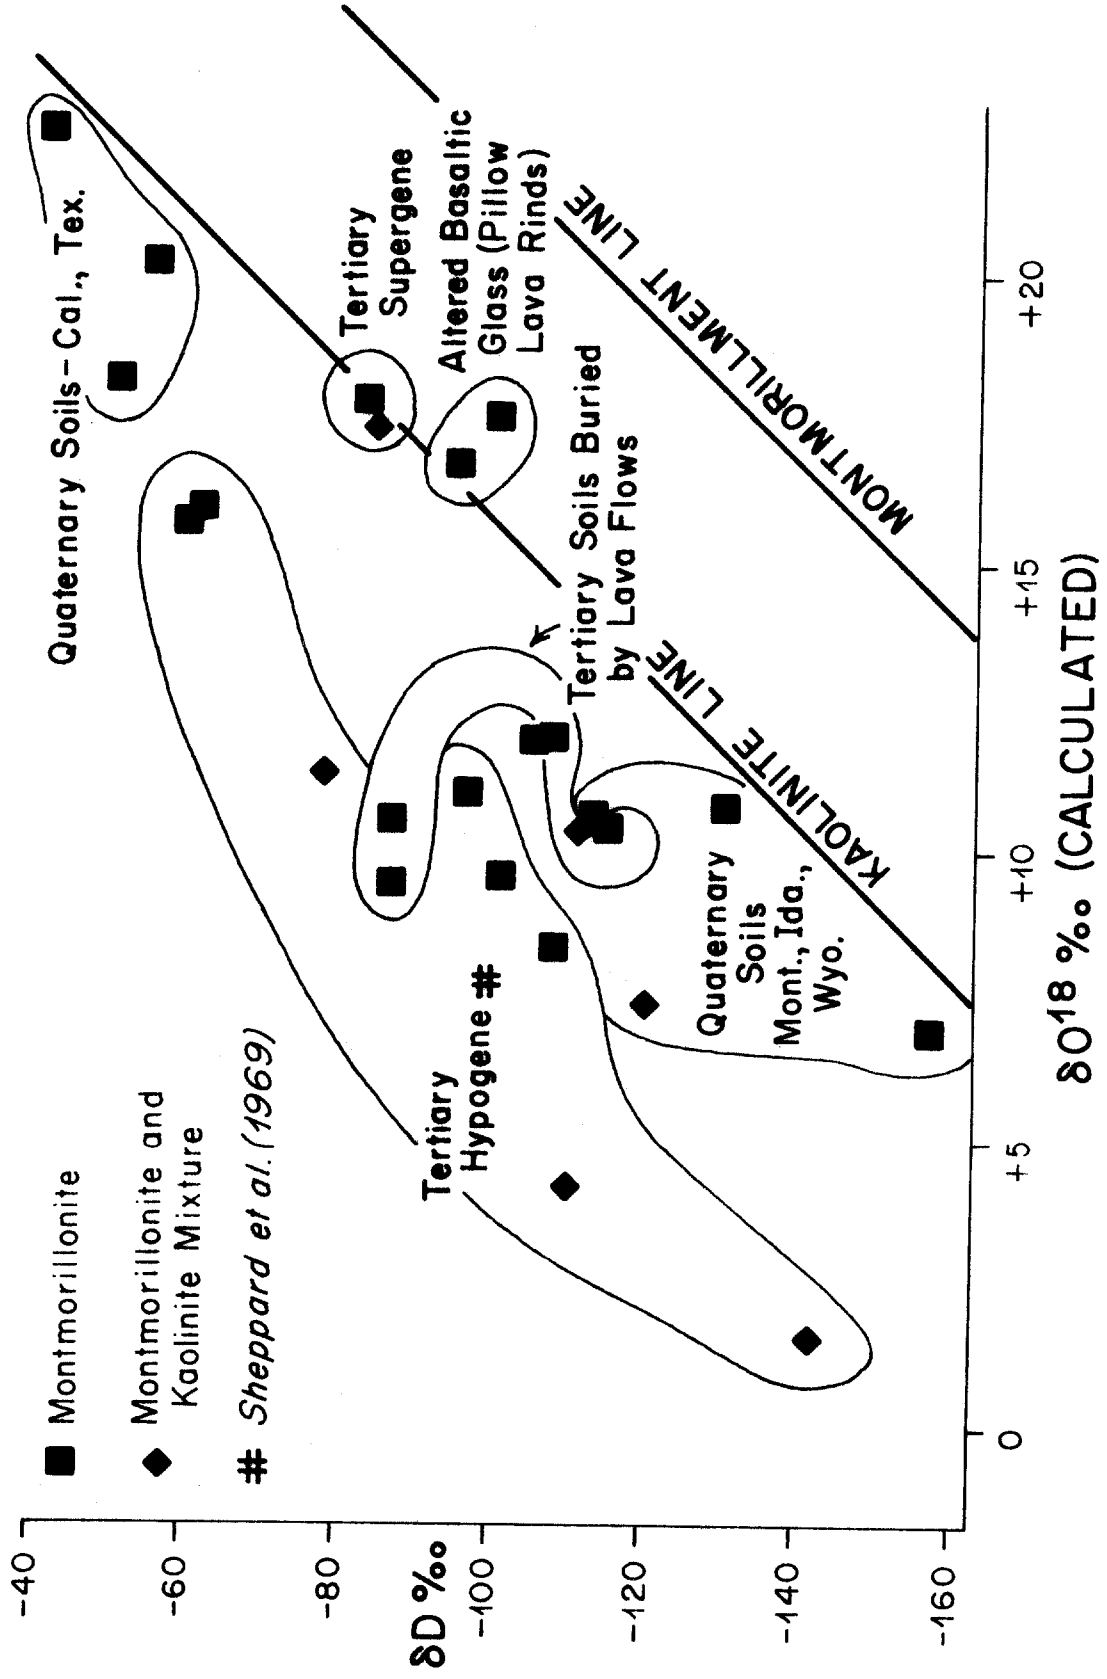 ■ Montmorillonite
◆ Montmorillonite and
Kaolinite Mixture
# Sheppard et al. (1969)
Quaternary Soils-Cal., Tex.
Tertiary
Supergene
Altered Basaltic
Glass (Pillow
Lava Rinds)
Tertiary
Hypogene #
Tertiary Soils Buried
by Lava Flows
Quaternary
Soils
Mont., Ida.,
Wyo.
KAOLINITE LINE
MONTMORILLMENT LINE
-40
-60
-80
-100
-120
-140
-160
δD ‰
0
+5
+10
+15
+20
δO18 ‰ (CALCULATED)